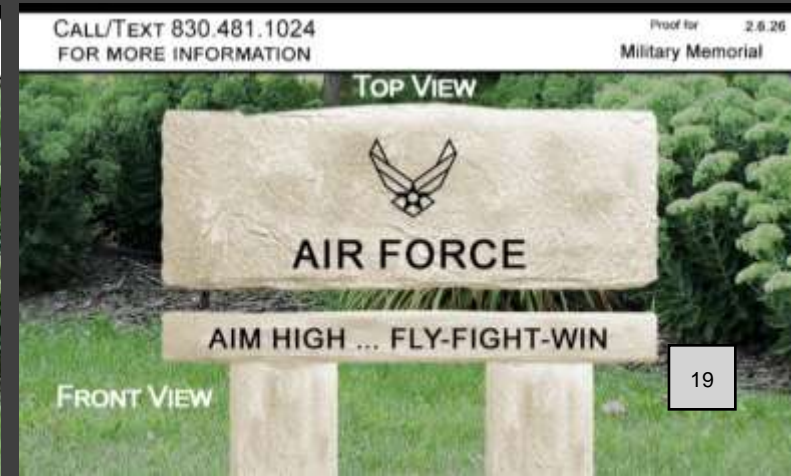 CALL/TEXT 830.481.1024
FOR MORE INFORMATION
Proof for 2.6.26
Military Memorial
TOP VIEW
AIR FORCE
AIM HIGH ... FLY-FIGHT-WIN
FRONT VIEW
19